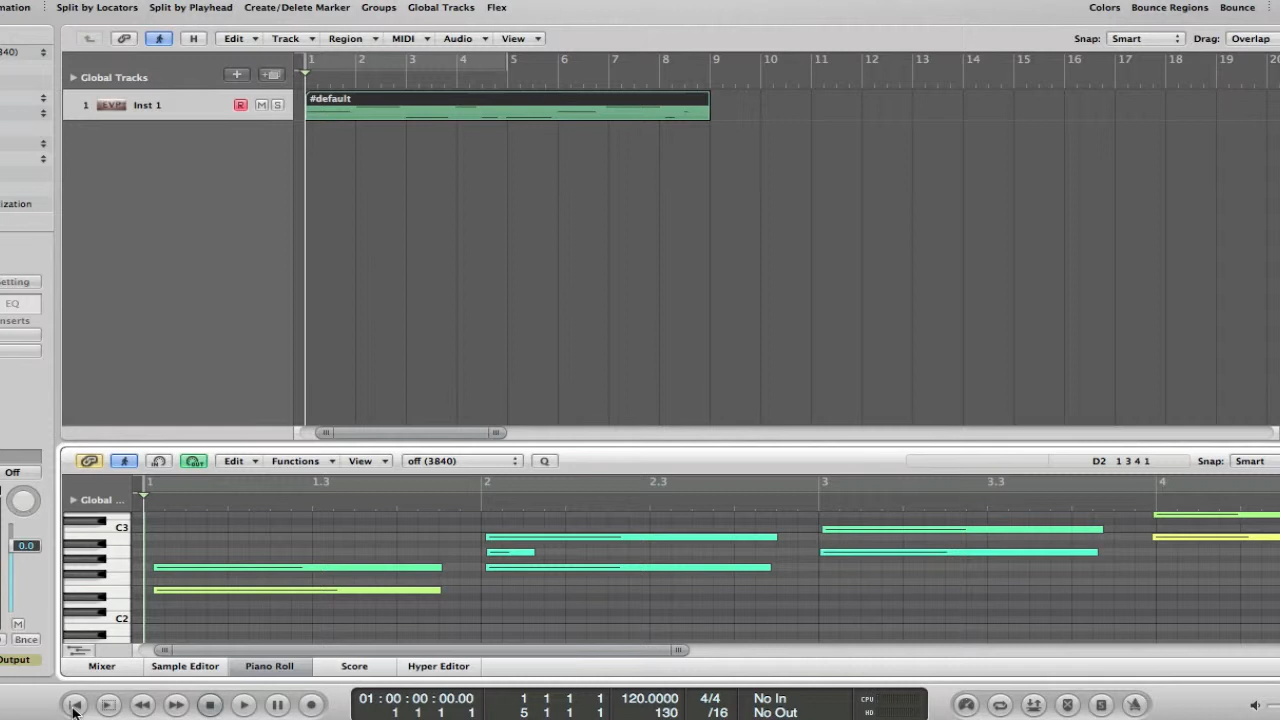 mation Split by Locators Split by Playhead Create/Delete Marker Groups Global Tracks Flex Colors Bounce Regions Bounce
H Edit Track Region MIDI Audio View Snap: Smart Drag: Overlap
840)
1 2 3 4 5 6 7 8 9 10 11 12 13 14 15 16 17 18 19 20
Global Tracks
1 EVP Inst 1 R M S
#default
ization
etting
EQ
nserts
Off
Edit Functions View off (3840) Q D2 1 3 4 1 Snap: Smart
1 1.3 2 2.3 3 3.3 4
Global ...
C3
0.0
C2
M
Bnce
Output
Mixer Sample Editor Piano Roll Score Hyper Editor
01 : 00 : 00 : 00.00 1 1 1 1 120.0000 4/4 No In CPU
1 1 1 1 5 1 1 1 130 /16 No Out HD